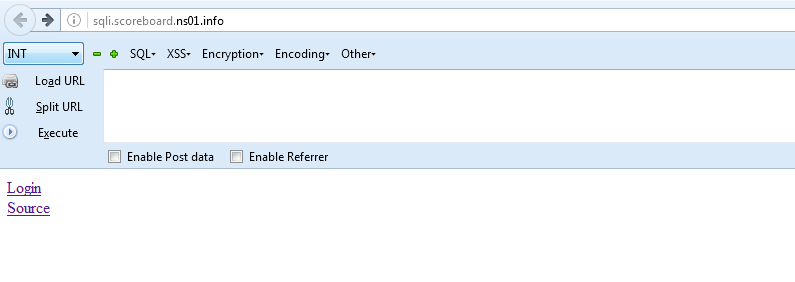 sqli.scoreboard.ns01.info
INT SQL XSS Encryption Encoding Other
Load URL
Split URL
Execute
Enable Post data Enable Referrer
Login
Source